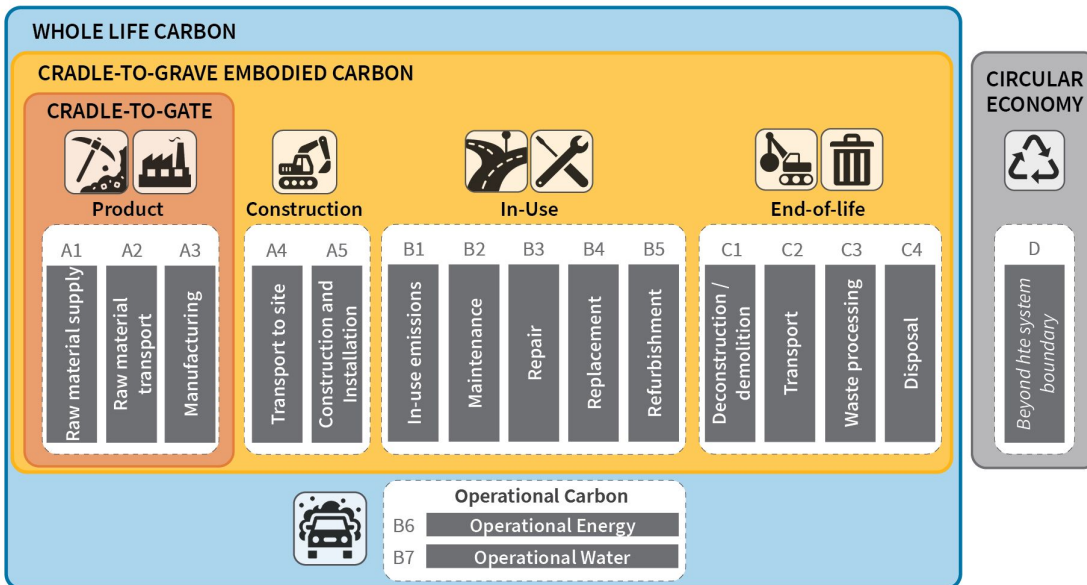 WHOLE LIFE CARBON
CRADLE-TO-GRAVE EMBODIED CARBON
CRADLE-TO-GATE
CIRCULAR
ECONOMY
Product
Construction
In-Use
End-of-life
A1
A2
A3
A4
A5
B1
B2
B3
B4
B5
C1
C2
C3
C4
D
Raw material supply
Raw material
transport
Manufacturing
Transport to site
Construction and
Installation
In-use emissions
Maintenance
Repair
Replacement
Refurbishment
Deconstruction /
demolition
Transport
Waste processing
Disposal
Beyond hte system
boundary
Operational Carbon
B6 Operational Energy
B7 Operational Water